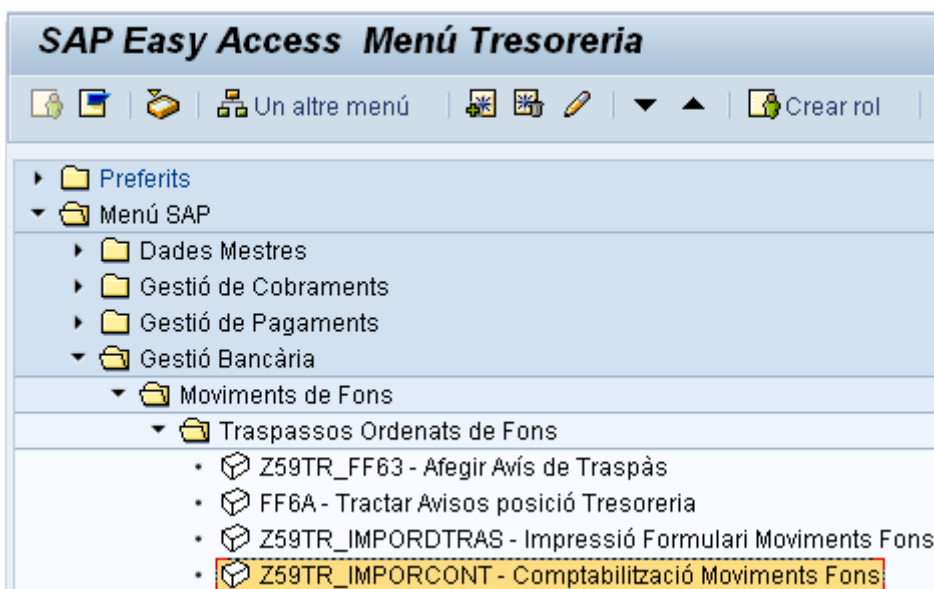 SAP Easy Access Menú Tresoreria
Un altre menú Crear rol
Preferits
Menú SAP
Dades Mestres
Gestió de Cobraments
Gestió de Pagaments
Gestió Bancària
Moviments de Fons
Traspassos Ordenats de Fons
Z59TR_FF63 - Afegir Avís de Traspàs
FF6A - Tractar Avisos posició Tresoreria
Z59TR_IMPORDTRAS - Impressió Formulari Moviments Fons
Z59TR_IMPORCONT - Comptabilització Moviments Fons